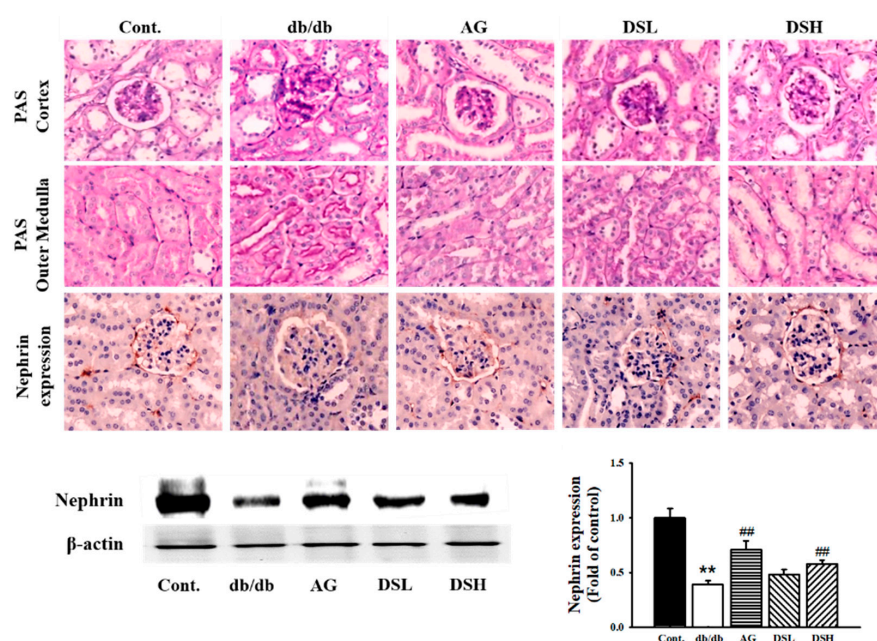 Cont. db/db AG DSL DSH
PAS
Cortex
PAS
Outer Medulla
Nephrin
expression
Nephrin
β-actin
Cont. db/db AG DSL DSH
Nephrin expression
(Fold of control)
1.5
1.0
0.5
0.0
**
##
##
Cont. db/db AG DSL DSH